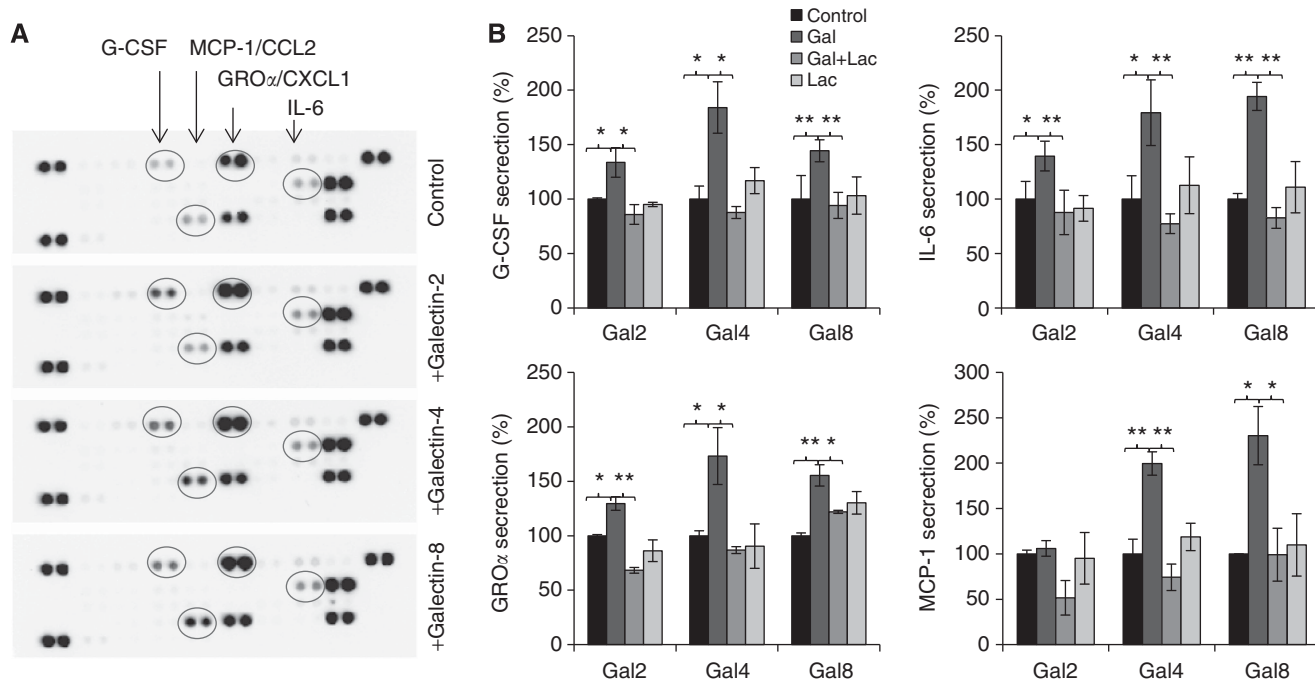 A
G-CSF
MCP-1/CCL2
GROα/CXCL1
IL-6
Control
+Galectin-2
+Galectin-4
+Galectin-8
B
Control
Gal
Gal+Lac
Lac
G-CSF secrection (%)
250
200
150
100
50
0
* *
* *
** **
Gal2 Gal4 Gal8
IL-6 secrection (%)
250
200
150
100
50
0
* **
* **
** **
Gal2 Gal4 Gal8
GROα secrection (%)
250
200
150
100
50
0
* **
* *
** *
Gal2 Gal4 Gal8
MCP-1 secrection (%)
300
250
200
150
100
50
0
** **
* *
Gal2 Gal4 Gal8